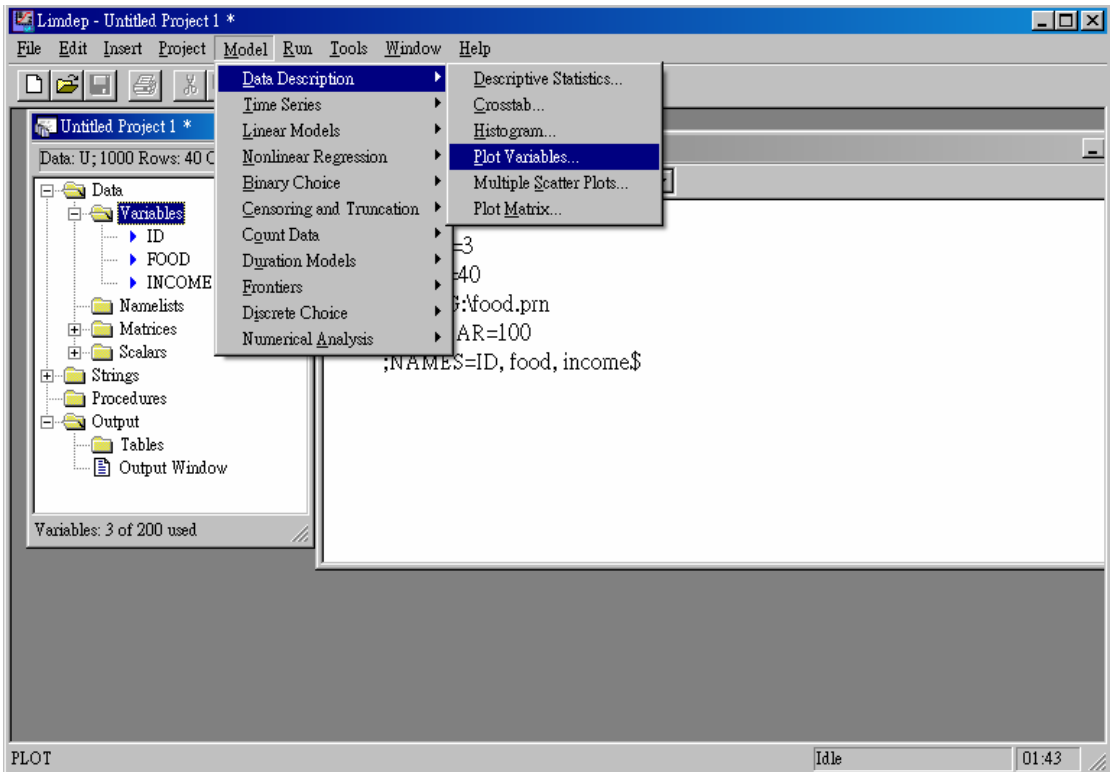 Limdep - Untitled Project 1 *
File Edit Insert Project Model Run Tools Window Help
Untitled Project 1 *
Data: U; 1000 Rows: 40
Data
Variables
ID
FOOD
INCOME
Namelists
Matrices
Scalars
Strings
Procedures
Output
Tables
Output Window
Variables: 3 of 200 used
Data Description
Time Series
Linear Models
Nonlinear Regression
Binary Choice
Censoring and Truncation
Count Data
Duration Models
Frontiers
Discrete Choice
Numerical Analysis
Descriptive Statistics...
Crosstab...
Histogram...
Plot Variables...
Multiple Scatter Plots...
Plot Matrix...
=3
=40
:\food.prn
AR=100
;NAMES=ID, food, income$
PLOT
Idle
01:43